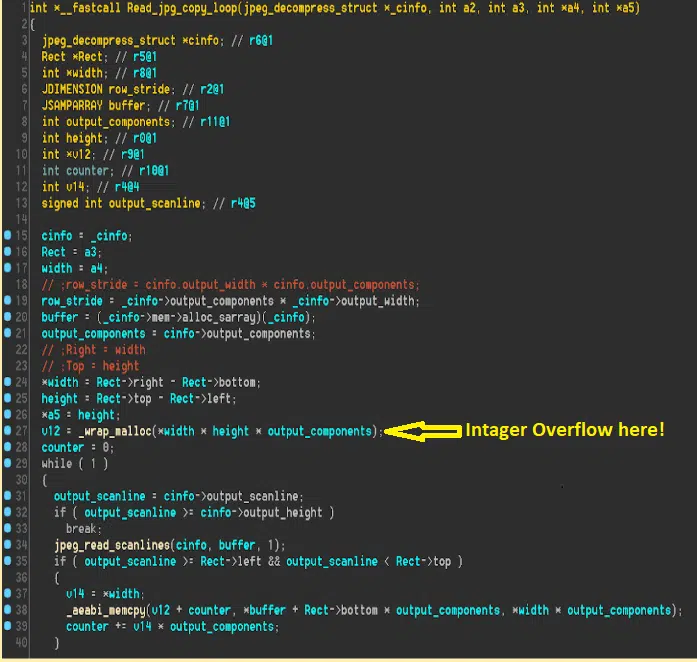 1 int *__fastcall Read_jpg_copy_loop(jpeg_decompress_struct *_cinfo, int a2, int a3, int *a4, int *a5)
2 {
3 jpeg_decompress_struct *cinfo; // r6@1
4 Rect *Rect; // r5@1
5 int *width; // r8@1
6 JDIMENSION row_stride; // r2@1
7 JSAMPARRAY buffer; // r7@1
8 int output_components; // r11@1
9 int height; // r0@1
10 int *v12; // r9@1
11 int counter; // r10@1
12 int v14; // r4@4
13 signed int output_scanline; // r4@5
14
15 cinfo = _cinfo;
16 Rect = a3;
17 width = a4;
18 // ;row_stride = cinfo.output_width * cinfo.output_components;
19 row_stride = _cinfo->output_components * _cinfo->output_width;
20 buffer = (_cinfo->mem->alloc_sarray)(_cinfo);
21 output_components = cinfo->output_components;
22 // ;Right = width
23 // ;Top = height
24 *width = Rect->right - Rect->bottom;
25 height = Rect->top - Rect->left;
26 *a5 = height;
27 v12 = _wrap_malloc(*width * height * output_components); Intager Overflow here!
28 counter = 0;
29 while ( 1 )
30 {
31 output_scanline = cinfo->output_scanline;
32 if ( output_scanline >= cinfo->output_height )
33 break;
34 jpeg_read_scanlines(cinfo, buffer, 1);
35 if ( output_scanline >= Rect->left && output_scanline < Rect->top )
36 {
37 v14 = *width;
38 _aeabi_memcpy(v12 + counter, *buffer + Rect->bottom * output_components, *width * output_components);
39 counter += v14 * output_components;
40 }